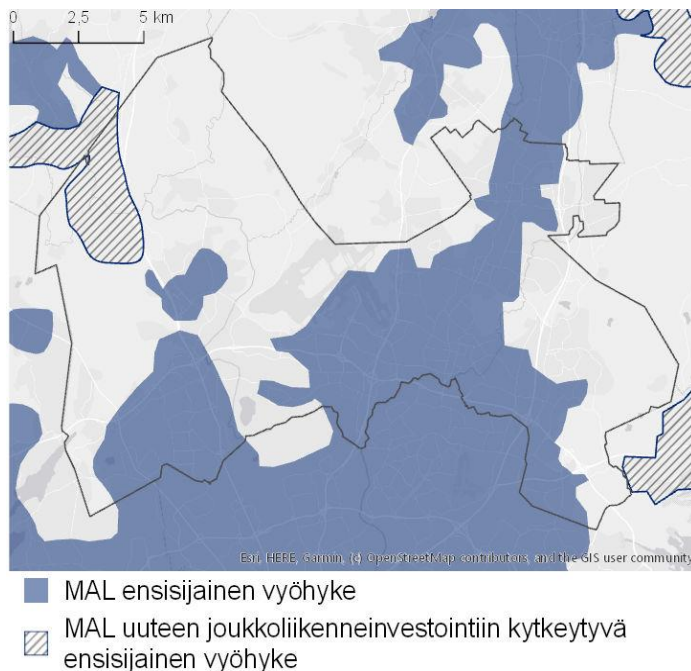 0 2,5 5 km
Esri, HERE, Garmin, (c) OpenStreetMap contributors, and the GIS user community
MAL ensisijainen vyöhyke
MAL uuteen joukkoliikenneinvestointiin kytkeytyvä
ensisijainen vyöhyke